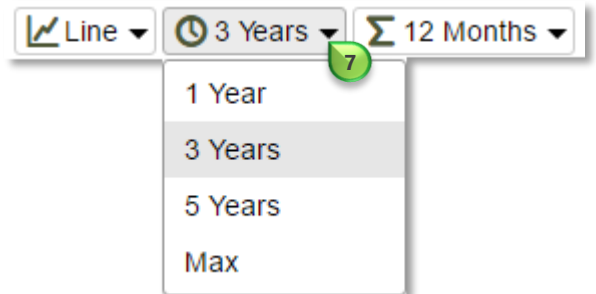 Line 3 Years Σ 12 Months
7
1 Year
3 Years
5 Years
Max